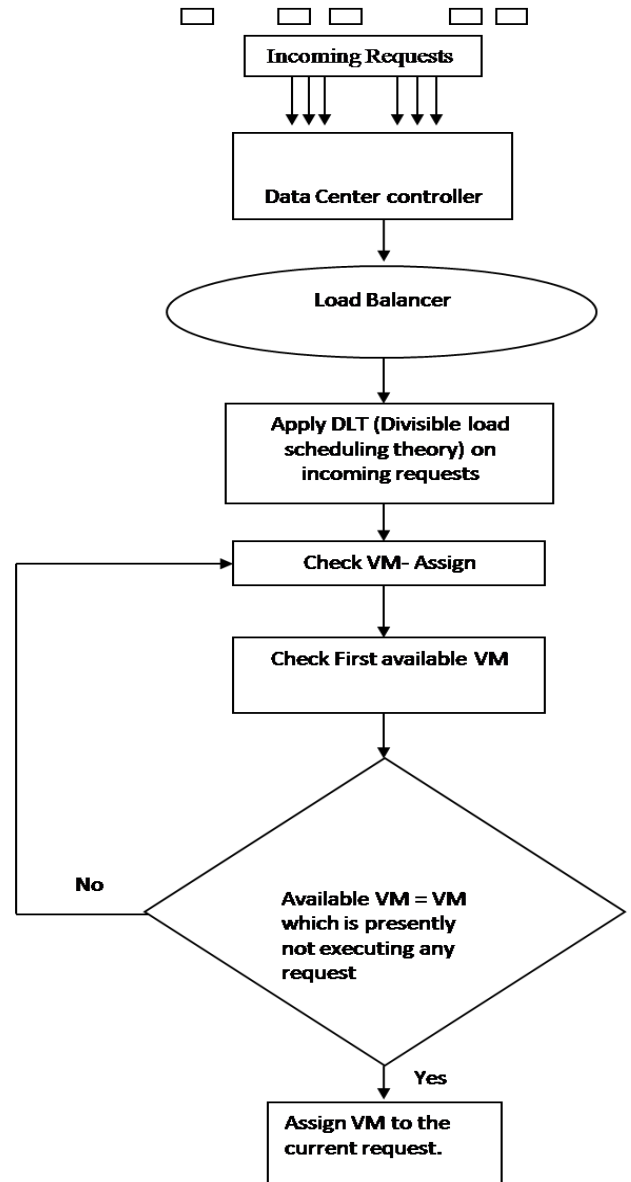 Incoming Requests
Data Center controller
Load Balancer
Apply DLT (Divisible load
scheduling theory) on
incoming requests
Check VM- Assign
Check First available VM
No
Available VM = VM
which is presently
not executing any
request
Yes
Assign VM to the
current request.